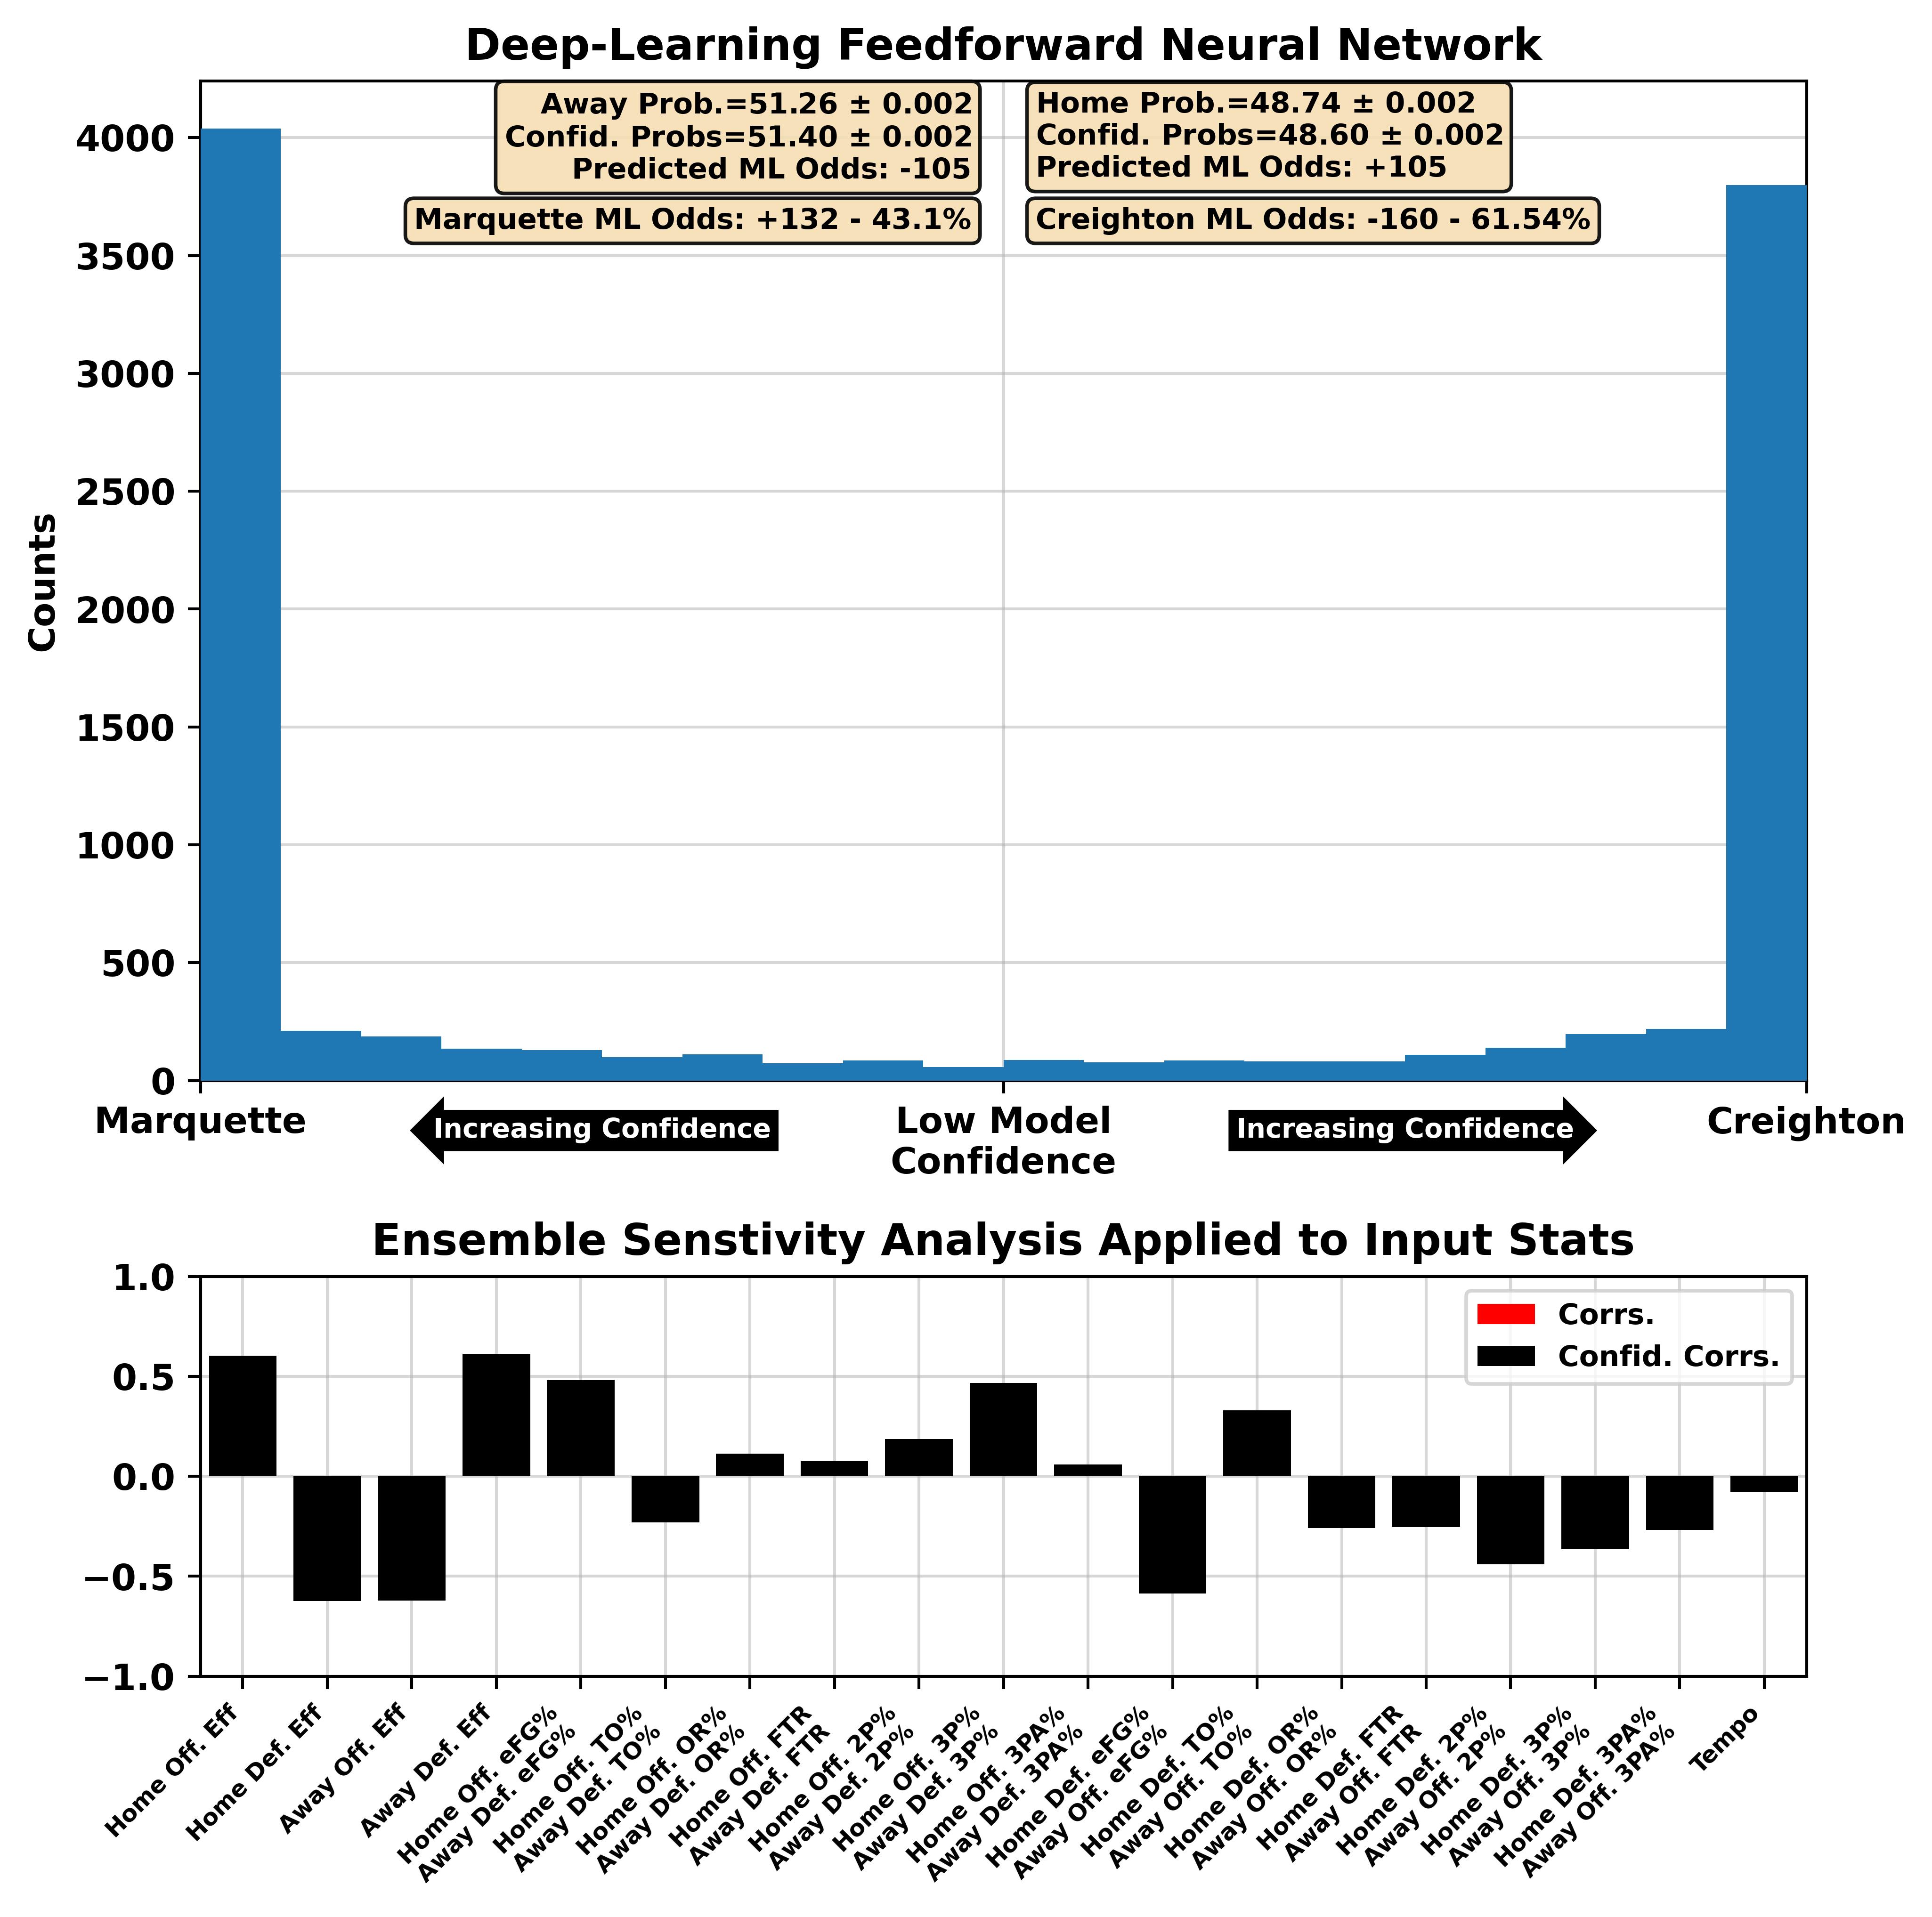 Deep-Learning Feedforward Neural Network
Away Prob.=51.26 ± 0.002
Confid. Probs=51.40 ± 0.002
Predicted ML Odds: -105
Home Prob.=48.74 ± 0.002
Confid. Probs=48.60 ± 0.002
Predicted ML Odds: +105
Marquette ML Odds: +132 - 43.1%
Creighton ML Odds: -160 - 61.54%
Counts
4000
3500
3000
2500
2000
1500
1000
500
0
Marquette
Increasing Confidence
Low Model
Confidence
Increasing Confidence
Creighton
Ensemble Senstivity Analysis Applied to Input Stats
1.0
0.5
0.0
−0.5
−1.0
Corrs.
Confid. Corrs.
Home Off. Eff
Home Def. Eff
Away Off. Eff
Away Def. Eff
Home Off. eFG%
Away Def. eFG%
Home Off. TO%
Away Def. TO%
Home Off. OR%
Away Def. OR%
Home Off. FTR
Away Def. FTR
Home Off. 2P%
Away Def. 2P%
Home Off. 3P%
Away Def. 3P%
Home Off. 3PA%
Away Def. 3PA%
Home Def. eFG%
Away Off. eFG%
Home Def. TO%
Away Off. TO%
Home Def. OR%
Away Off. OR%
Home Def. FTR
Away Off. FTR
Home Def. 2P%
Away Off. 2P%
Home Def. 3P%
Away Off. 3P%
Home Def. 3PA%
Away Off. 3PA%
Tempo